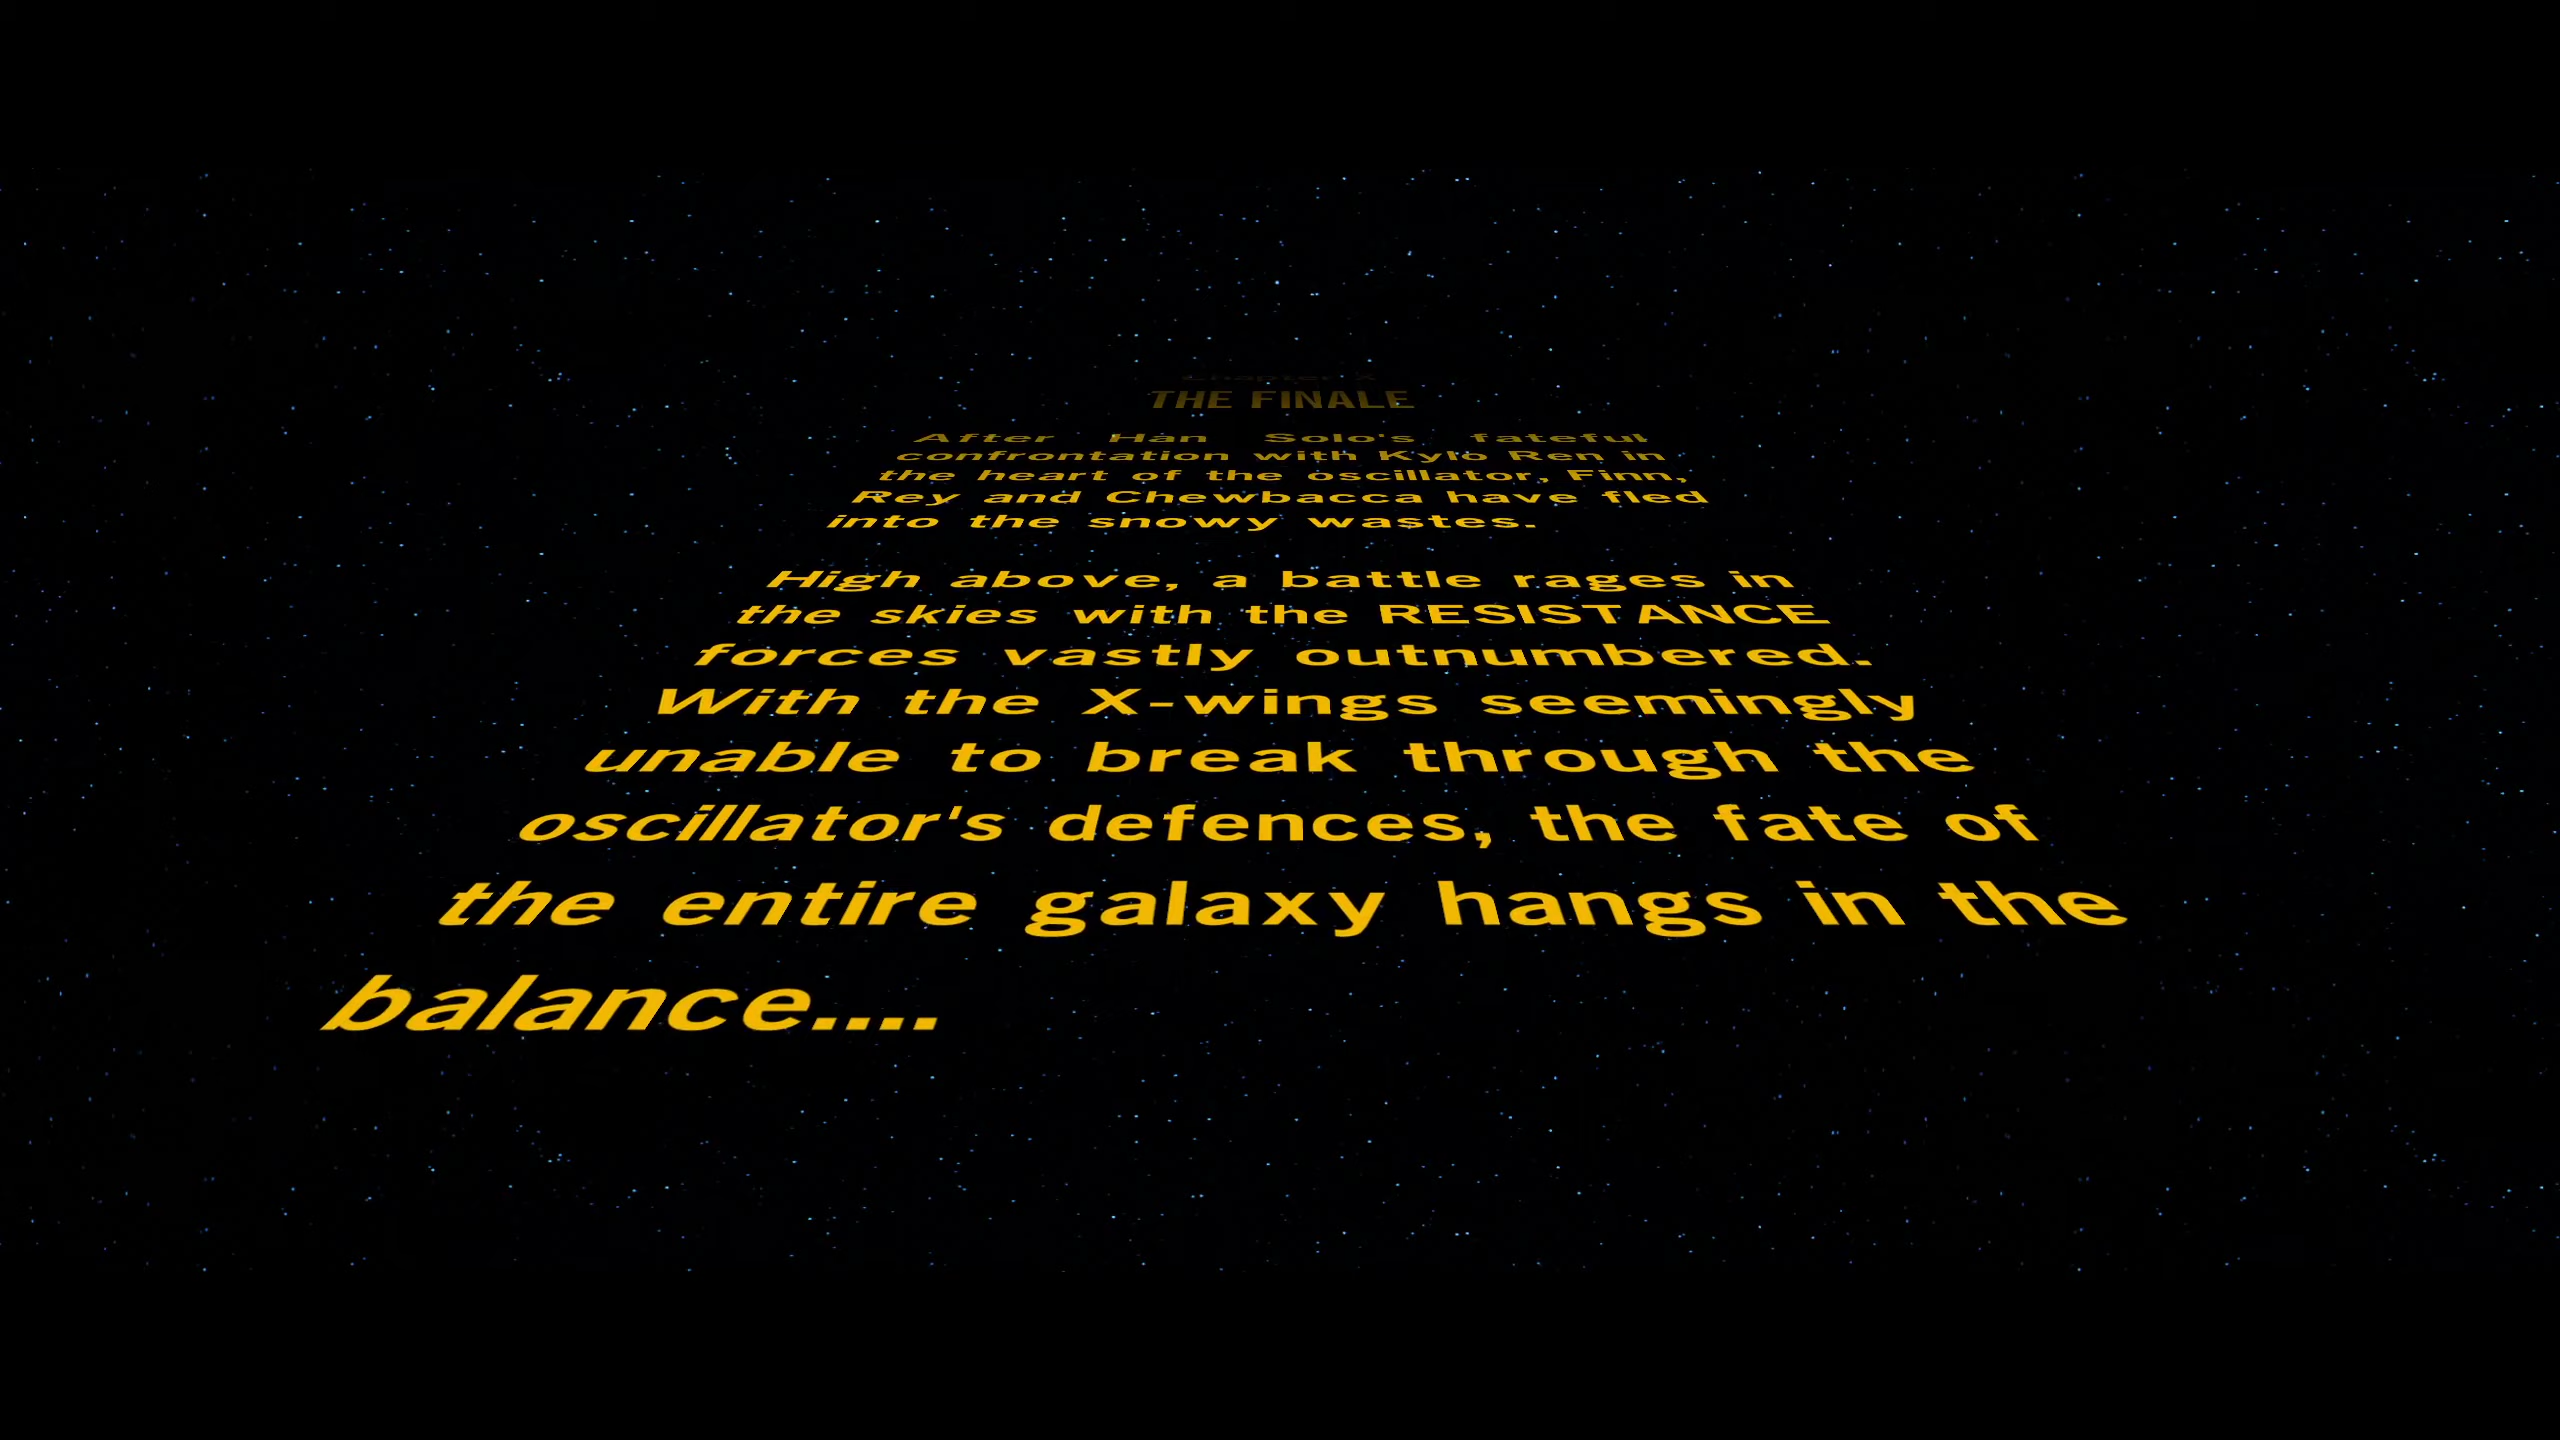 Chapter X
THE FINALE
After Han Solo's fateful
confrontation with Kylo Ren in
the heart of the oscillator, Finn,
Rey and Chewbacca have fled
into the snowy wastes.
High above, a battle rages in
the skies with the RESISTANCE
forces vastly outnumbered.
With the X-wings seemingly
unable to break through the
oscillator's defences, the fate of
the entire galaxy hangs in the
balance....